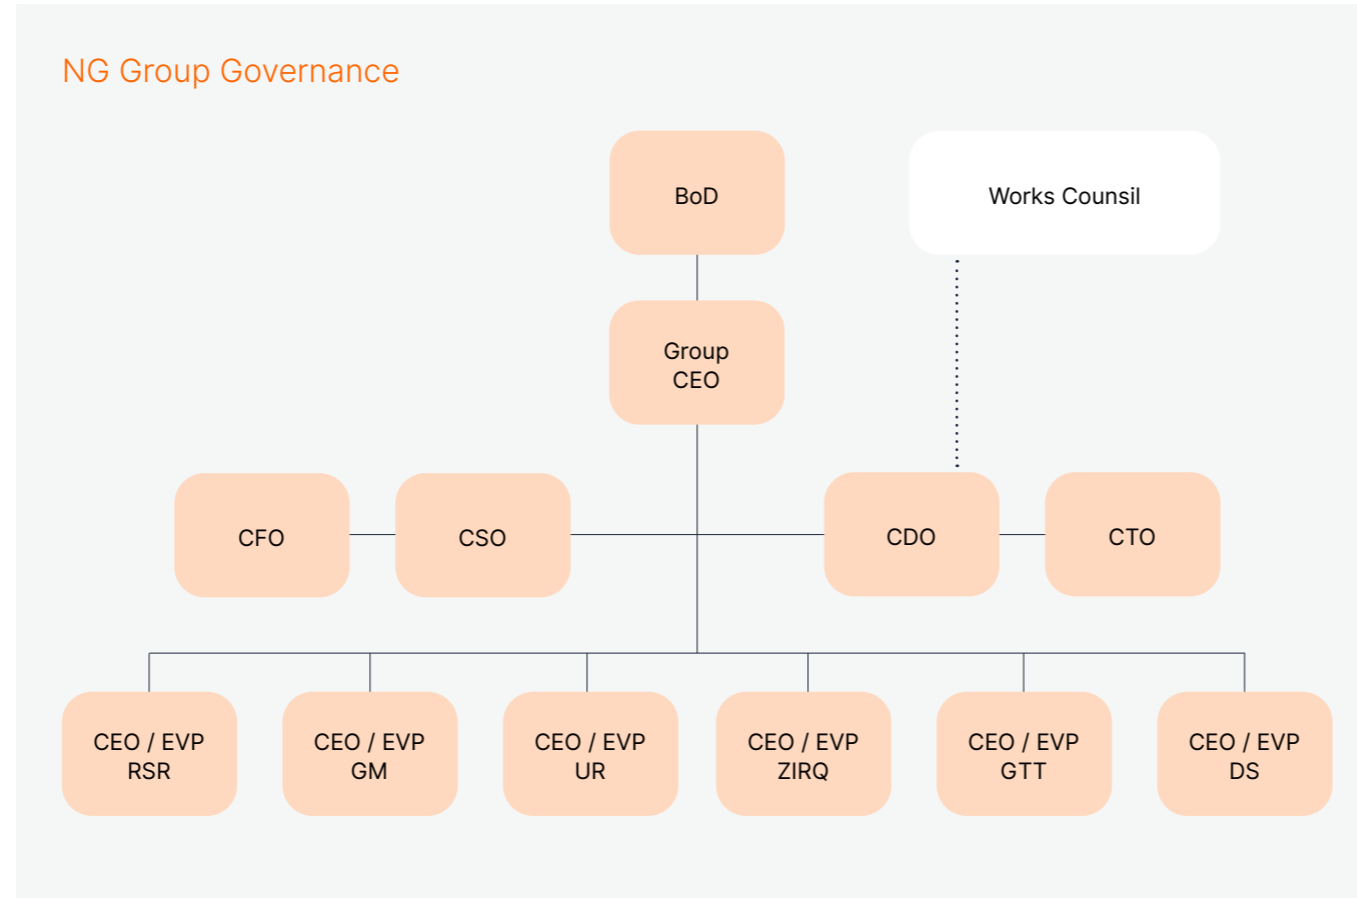 NG Group Governance
BoD
Works Counsil
Group
CEO
CFO
CSO
CDO
CTO
CEO / EVP
RSR
CEO / EVP
GM
CEO / EVP
UR
CEO / EVP
ZIRQ
CEO / EVP
GTT
CEO / EVP
DS